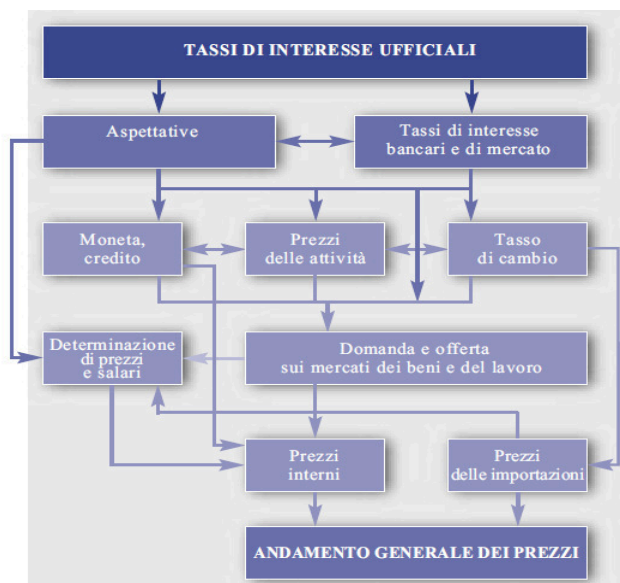 TASSI DI INTERESSE UFFICIALI
Aspettative
Tassi di interesse
bancari e di mercato
Moneta,
credito
Prezzi
delle attività
Tasso
di cambio
Determinazione
di prezzi
e salari
Domanda e offerta
sui mercati dei beni e del lavoro
Prezzi
interni
Prezzi
delle importazioni
ANDAMENTO GENERALE DEI PREZZI